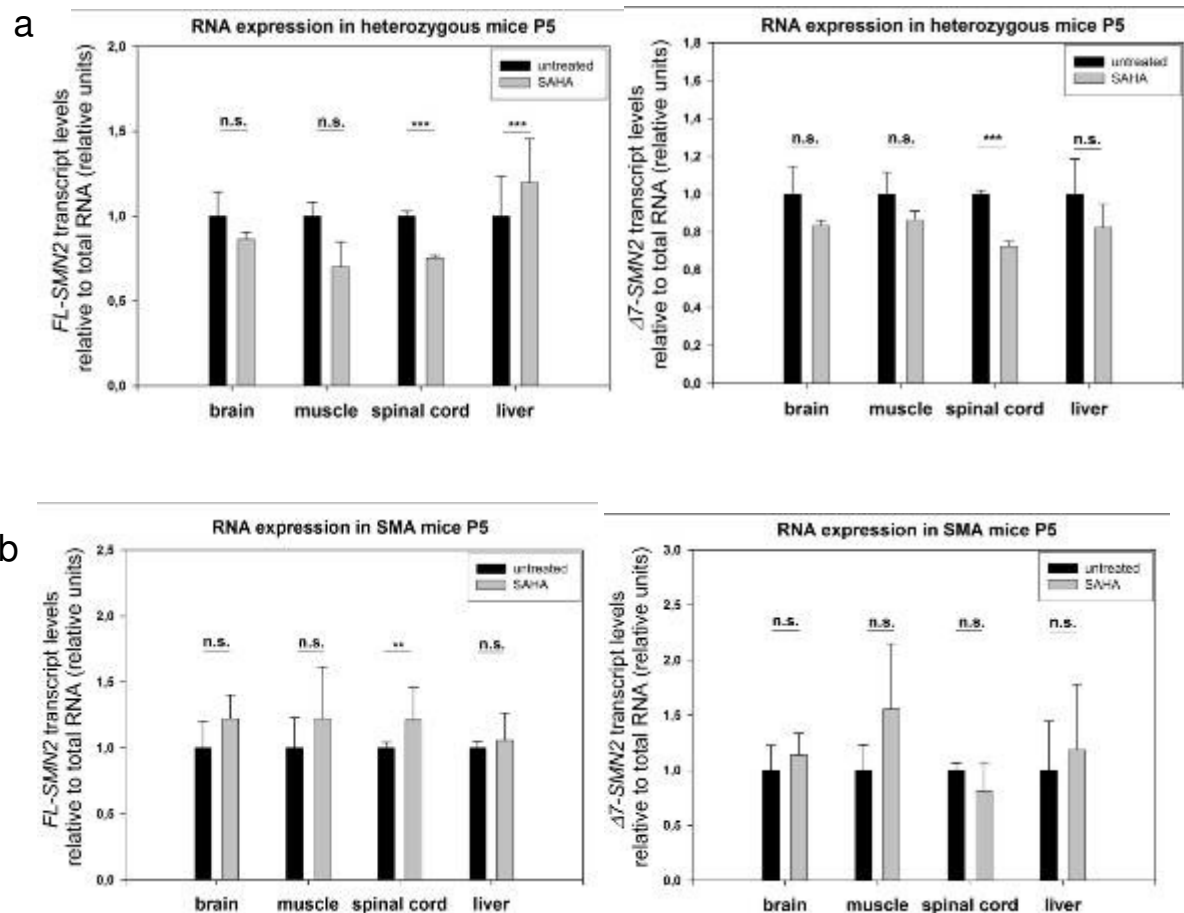 a
RNA expression in heterozygous mice P5
FL-SMN2 transcript levels
relative to total RNA (relative units)
2,0
1,5
1,0
0,5
0,0
untreated
SAHA
n.s.
n.s.
***
***
brain
muscle
spinal cord
liver
RNA expression in heterozygous mice P5
Δ7-SMN2 transcript levels
relative to total RNA (relative units)
1,8
1,6
1,4
1,2
1,0
0,8
0,6
0,4
0,2
0,0
untreated
SAHA
n.s.
n.s.
***
n.s.
brain
muscle
spinal cord
liver
b
RNA expression in SMA mice P5
FL-SMN2 transcript levels
relative to total RNA (relative units)
2,5
2,0
1,5
1,0
0,5
0,0
untreated
SAHA
n.s.
n.s.
**
n.s.
brain
muscle
spinal cord
liver
RNA expression in SMA mice P5
Δ7-SMN2 transcript levels
relative to total RNA (relative units)
3,0
2,5
2,0
1,5
1,0
0,5
0,0
untreated
SAHA
n.s.
n.s.
n.s.
n.s.
brain
muscle
spinal cord
liver